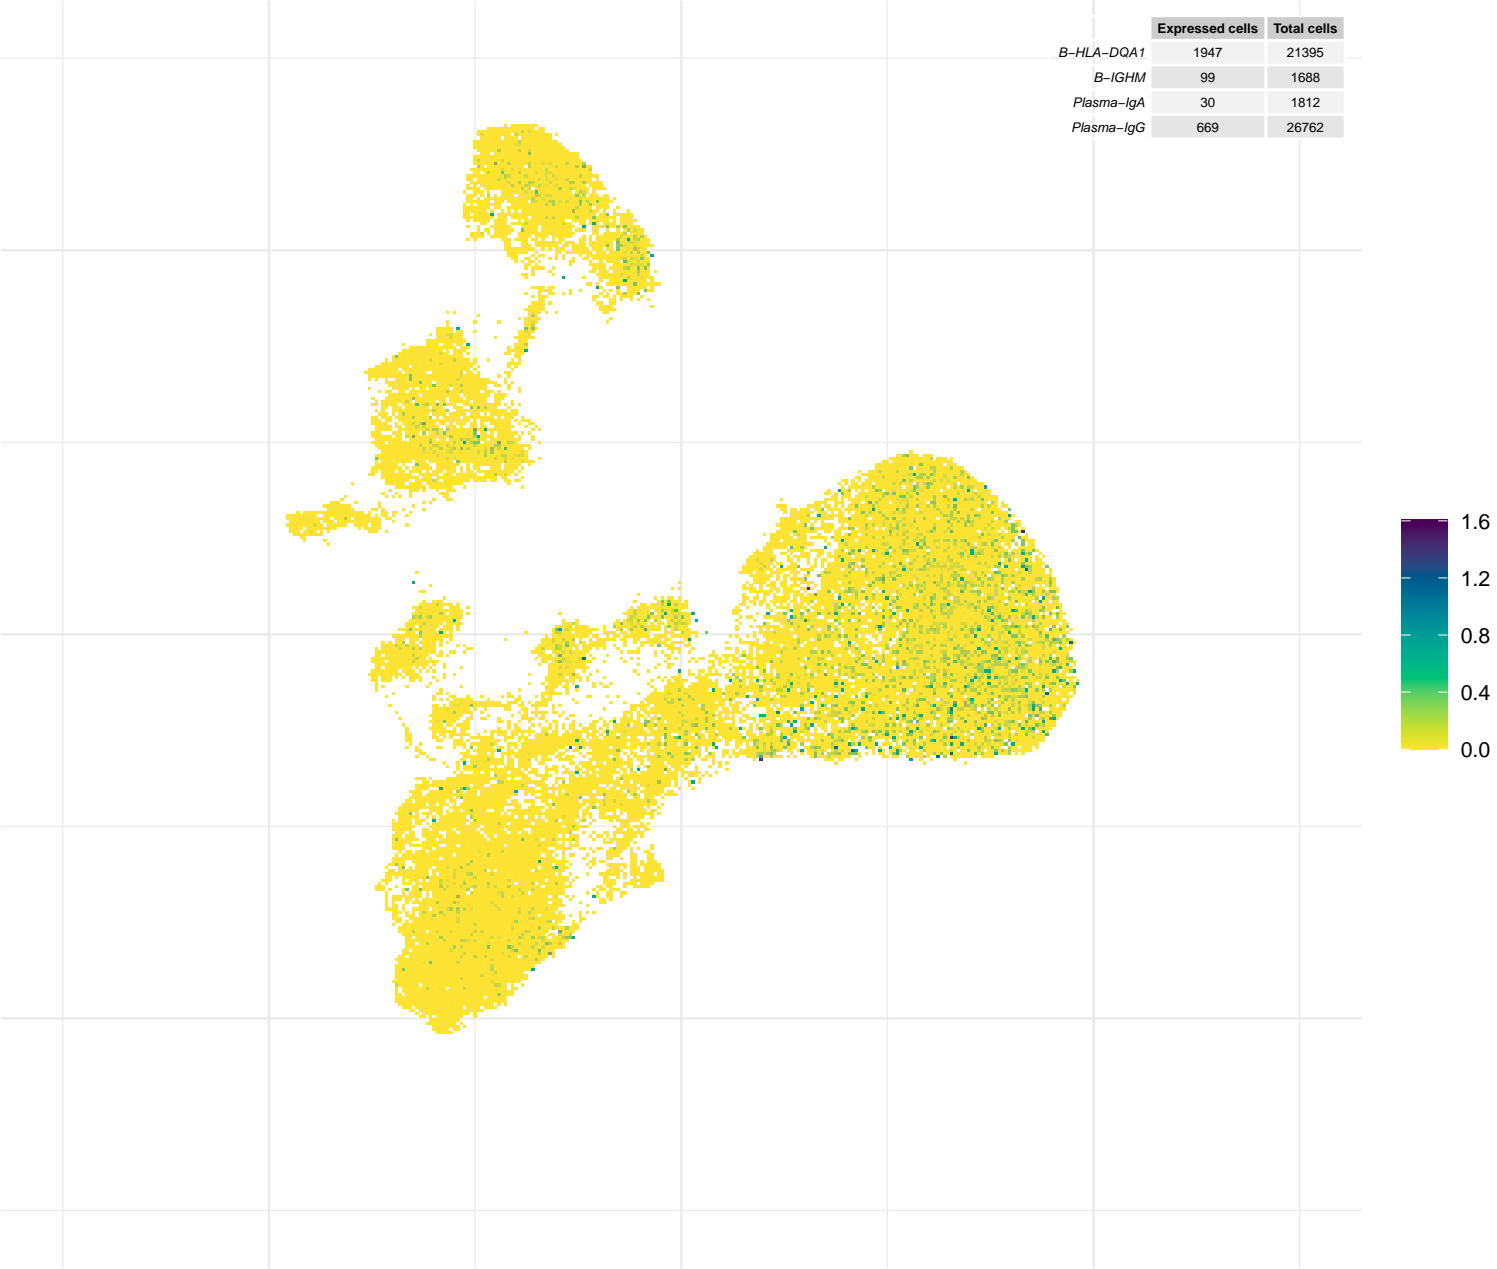 Expressed cells Total cells
B−HLA−DQA1 1947 21395
B−IGHM 99 1688
Plasma−IgA 30 1812
Plasma−IgG 669 26762
1.6
1.2
0.8
0.4
0.0